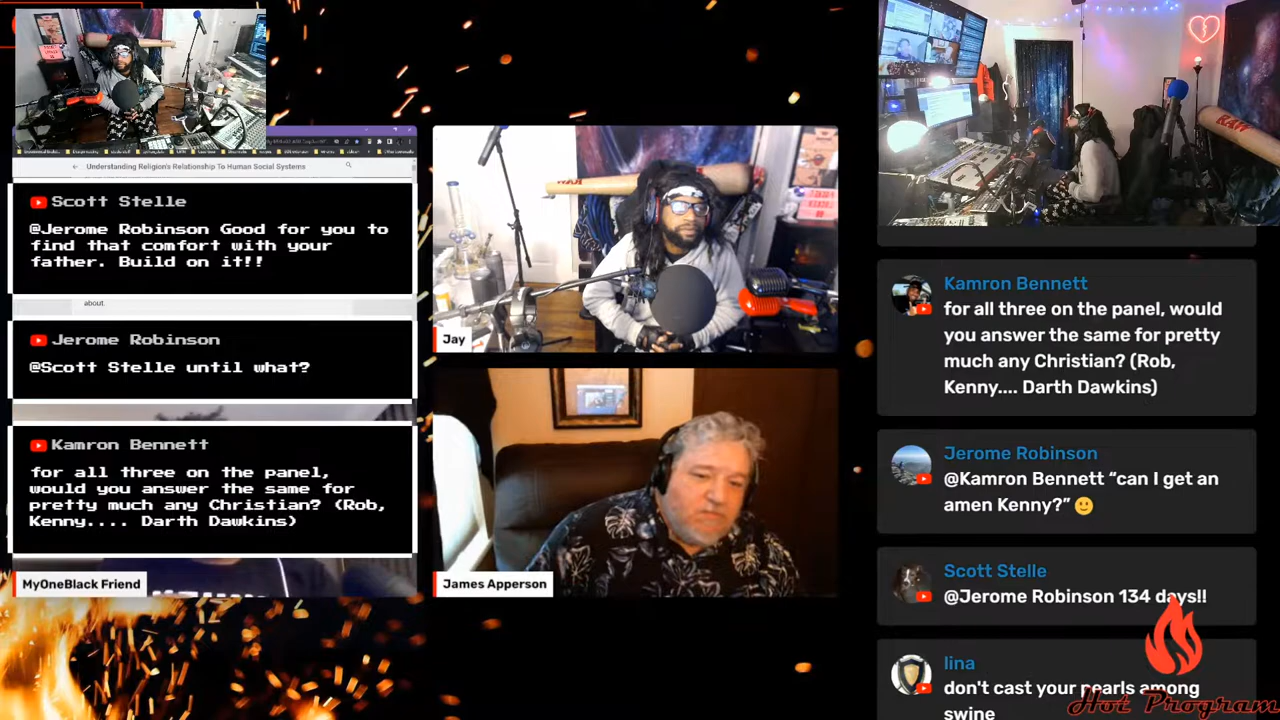 Understanding Religion's Relationship To Human Social Systems
Scott Stelle
@Jerome Robinson Good for you to
find that comfort with your
father. Build on it!!
about.
Jerome Robinson
@Scott Stelle until what?
Kamron Bennett
for all three on the panel,
would you answer the same for
pretty much any Christian? (Rob,
Kenny.... Darth Dawkins)
MyOneBlack Friend
RAW
Jay
James Apperson
RAW
Kamron Bennett
for all three on the panel, would
you answer the same for pretty
much any Christian? (Rob,
Kenny.... Darth Dawkins)
Jerome Robinson
@Kamron Bennett “can I get an
amen Kenny?” 🙂
Scott Stelle
@Jerome Robinson 134 days!!
lina
don't cast your pearls among
swine
Hot Program